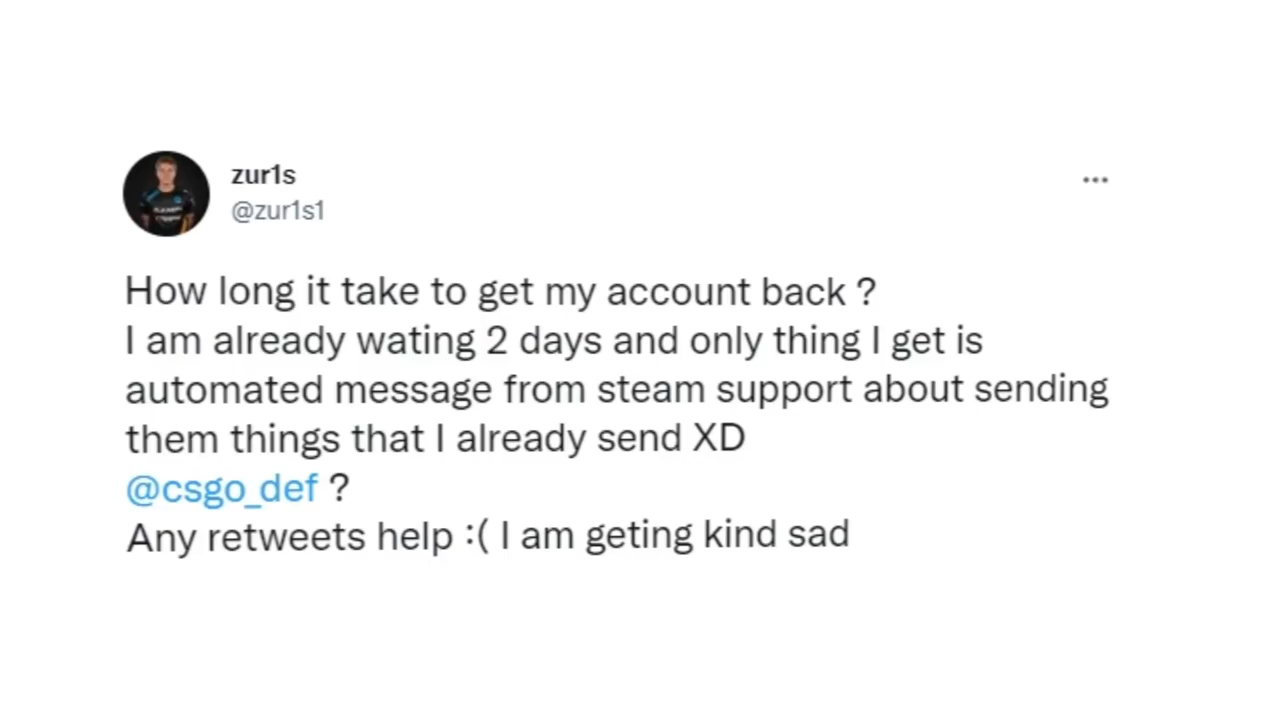 zur1s
@zur1s1
How long it take to get my account back ?
I am already wating 2 days and only thing I get is
automated message from steam support about sending
them things that I already send XD
@csgo_def ?
Any retweets help :( I am geting kind sad